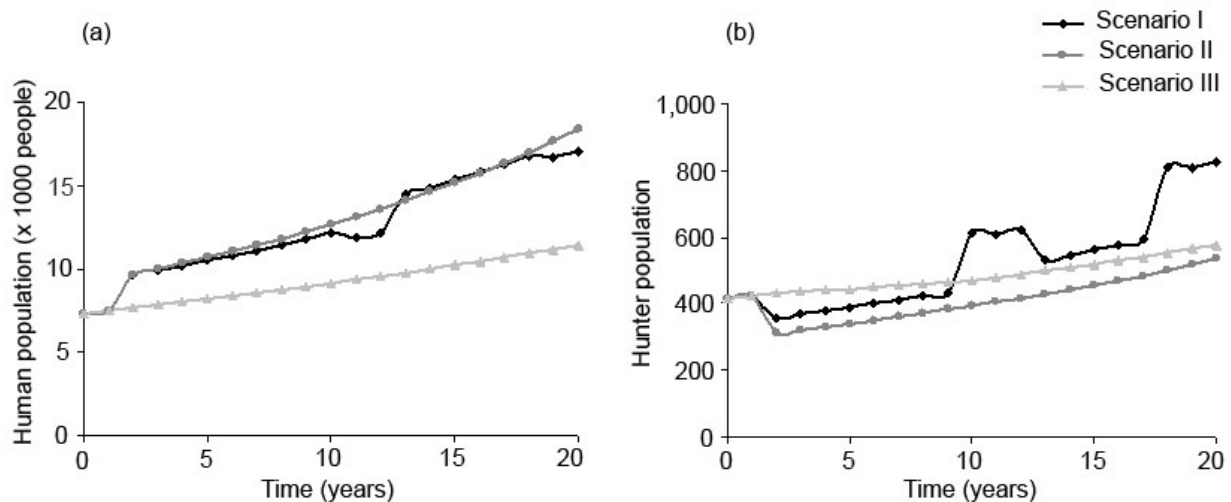 (a)
Human population (x 1000 people)
20
15
10
5
0
0 5 10 15 20
Time (years)
(b)
Scenario I
Scenario II
Scenario III
Hunter population
1,000
800
600
400
200
0
0 5 10 15 20
Time (years)